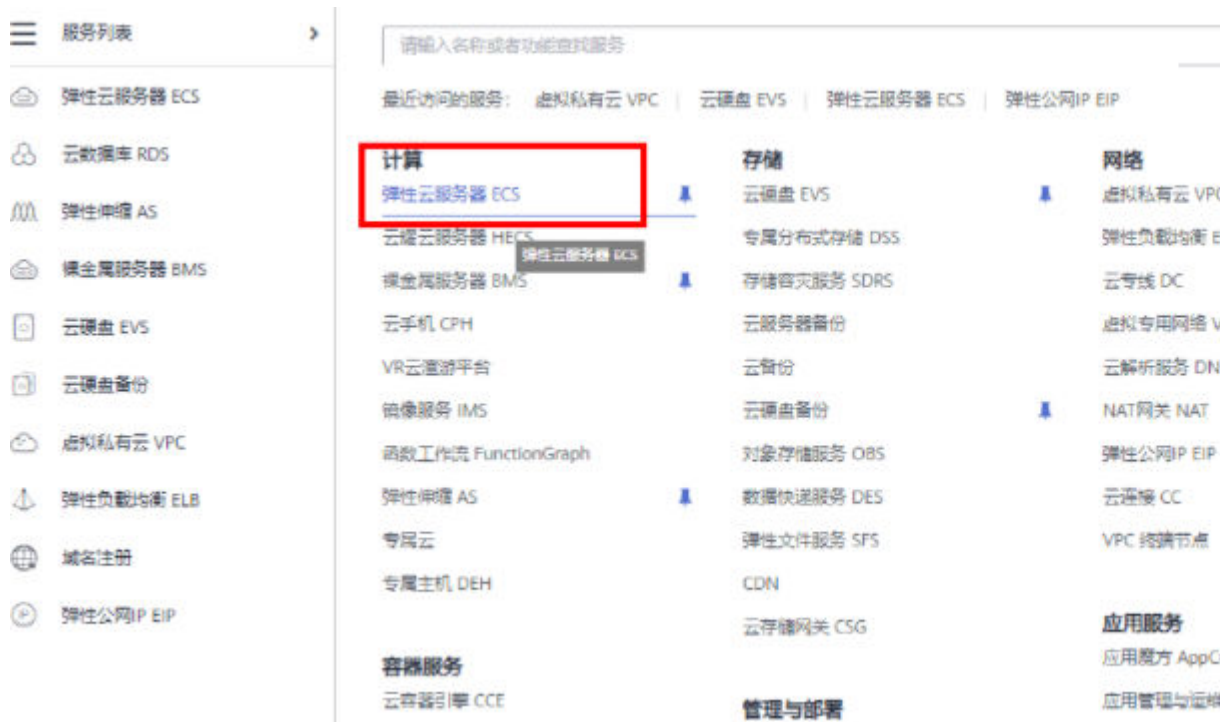 服务列表
弹性云服务器 ECS
云数据库 RDS
弹性伸缩 AS
裸金属服务器 BMS
云硬盘 EVS
云硬盘备份
虚拟私有云 VPC
弹性负载均衡 ELB
域名注册
弹性公网IP EIP
请输入名称或者功能查找服务
最近访问的服务： 虚拟私有云 VPC 云硬盘 EVS 弹性云服务器 ECS 弹性公网IP EIP
计算
弹性云服务器 ECS
云耀云服务器 HECS
弹性云服务器 ECS
裸金属服务器 BMS
云手机 CPH
VR云渲游平台
镜像服务 IMS
函数工作流 FunctionGraph
弹性伸缩 AS
专属云
专属主机 DEH
容器服务
云容器引擎 CCE
存储
云硬盘 EVS
专属分布式存储 DSS
存储容灾服务 SDRS
云服务器备份
云备份
云硬盘备份
对象存储服务 OBS
数据快递服务 DES
弹性文件服务 SFS
CDN
云存储网关 CSG
管理与部署
网络
虚拟私有云 VPC
弹性负载均衡 E
云专线 DC
虚拟专用网络 V
云解析服务 DN
NAT网关 NAT
弹性公网IP EIP
云连接 CC
VPC 终端节点
应用服务
应用魔方 AppC
应用管理与运维